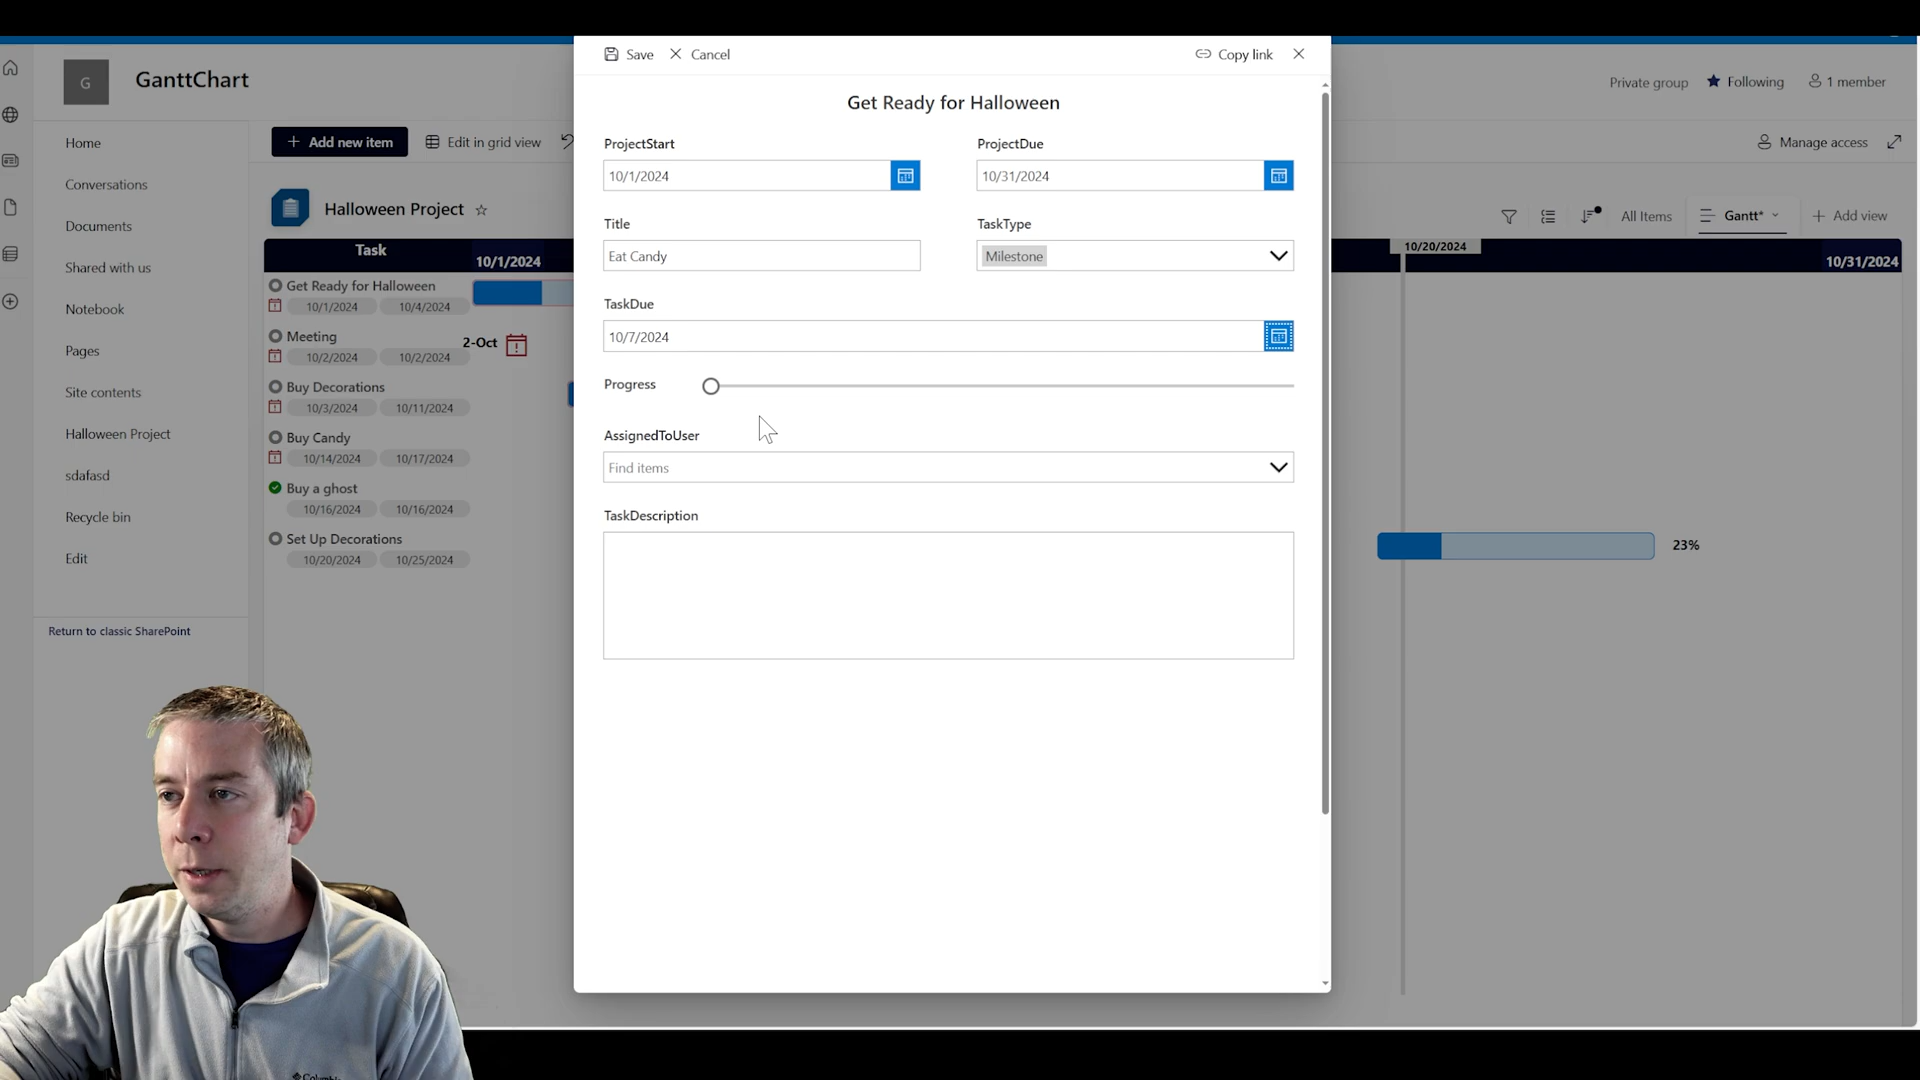 Save Cancel Copy link
G GanttChart Private group Following 1 member
Get Ready for Halloween
Home
Conversations
Documents
Shared with us
Notebook
Pages
Site contents
Halloween Project
sdafasd
Recycle bin
Edit
Return to classic SharePoint
Add new item Edit in grid view Manage access
Halloween Project All Items Gantt* Add view
Task 10/1/2024 10/20/2024 10/31/2024
Get Ready for Halloween
10/1/2024 10/4/2024
Meeting 2-Oct
10/2/2024 10/2/2024
Buy Decorations
10/3/2024 10/11/2024
Buy Candy
10/14/2024 10/17/2024
Buy a ghost
10/16/2024 10/16/2024
Set Up Decorations
10/20/2024 10/25/2024
23%
ProjectStart ProjectDue
10/1/2024 10/31/2024
Title TaskType
Eat Candy Milestone
TaskDue
10/7/2024
Progress
AssignedToUser
Find items
TaskDescription
Columbia